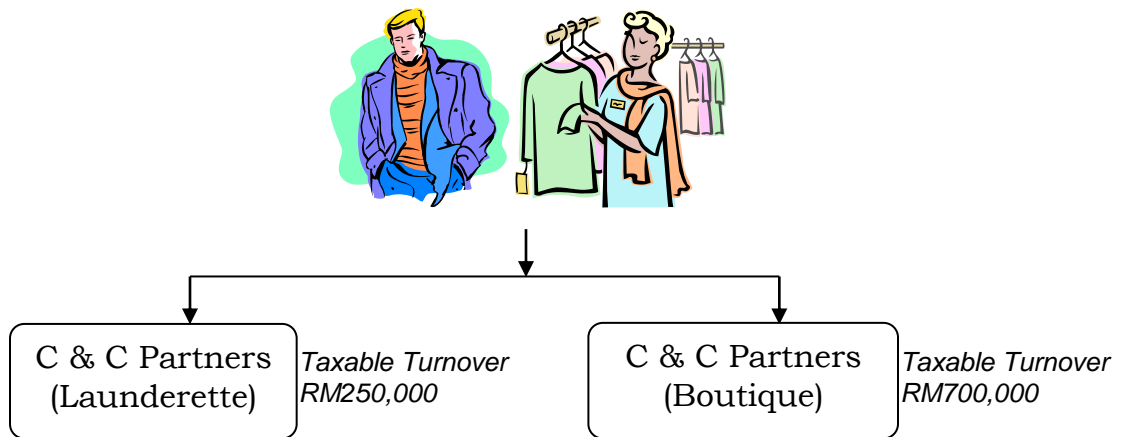 C & C Partners
(Launderette)
Taxable Turnover
RM250,000
C & C Partners
(Boutique)
Taxable Turnover
RM700,000